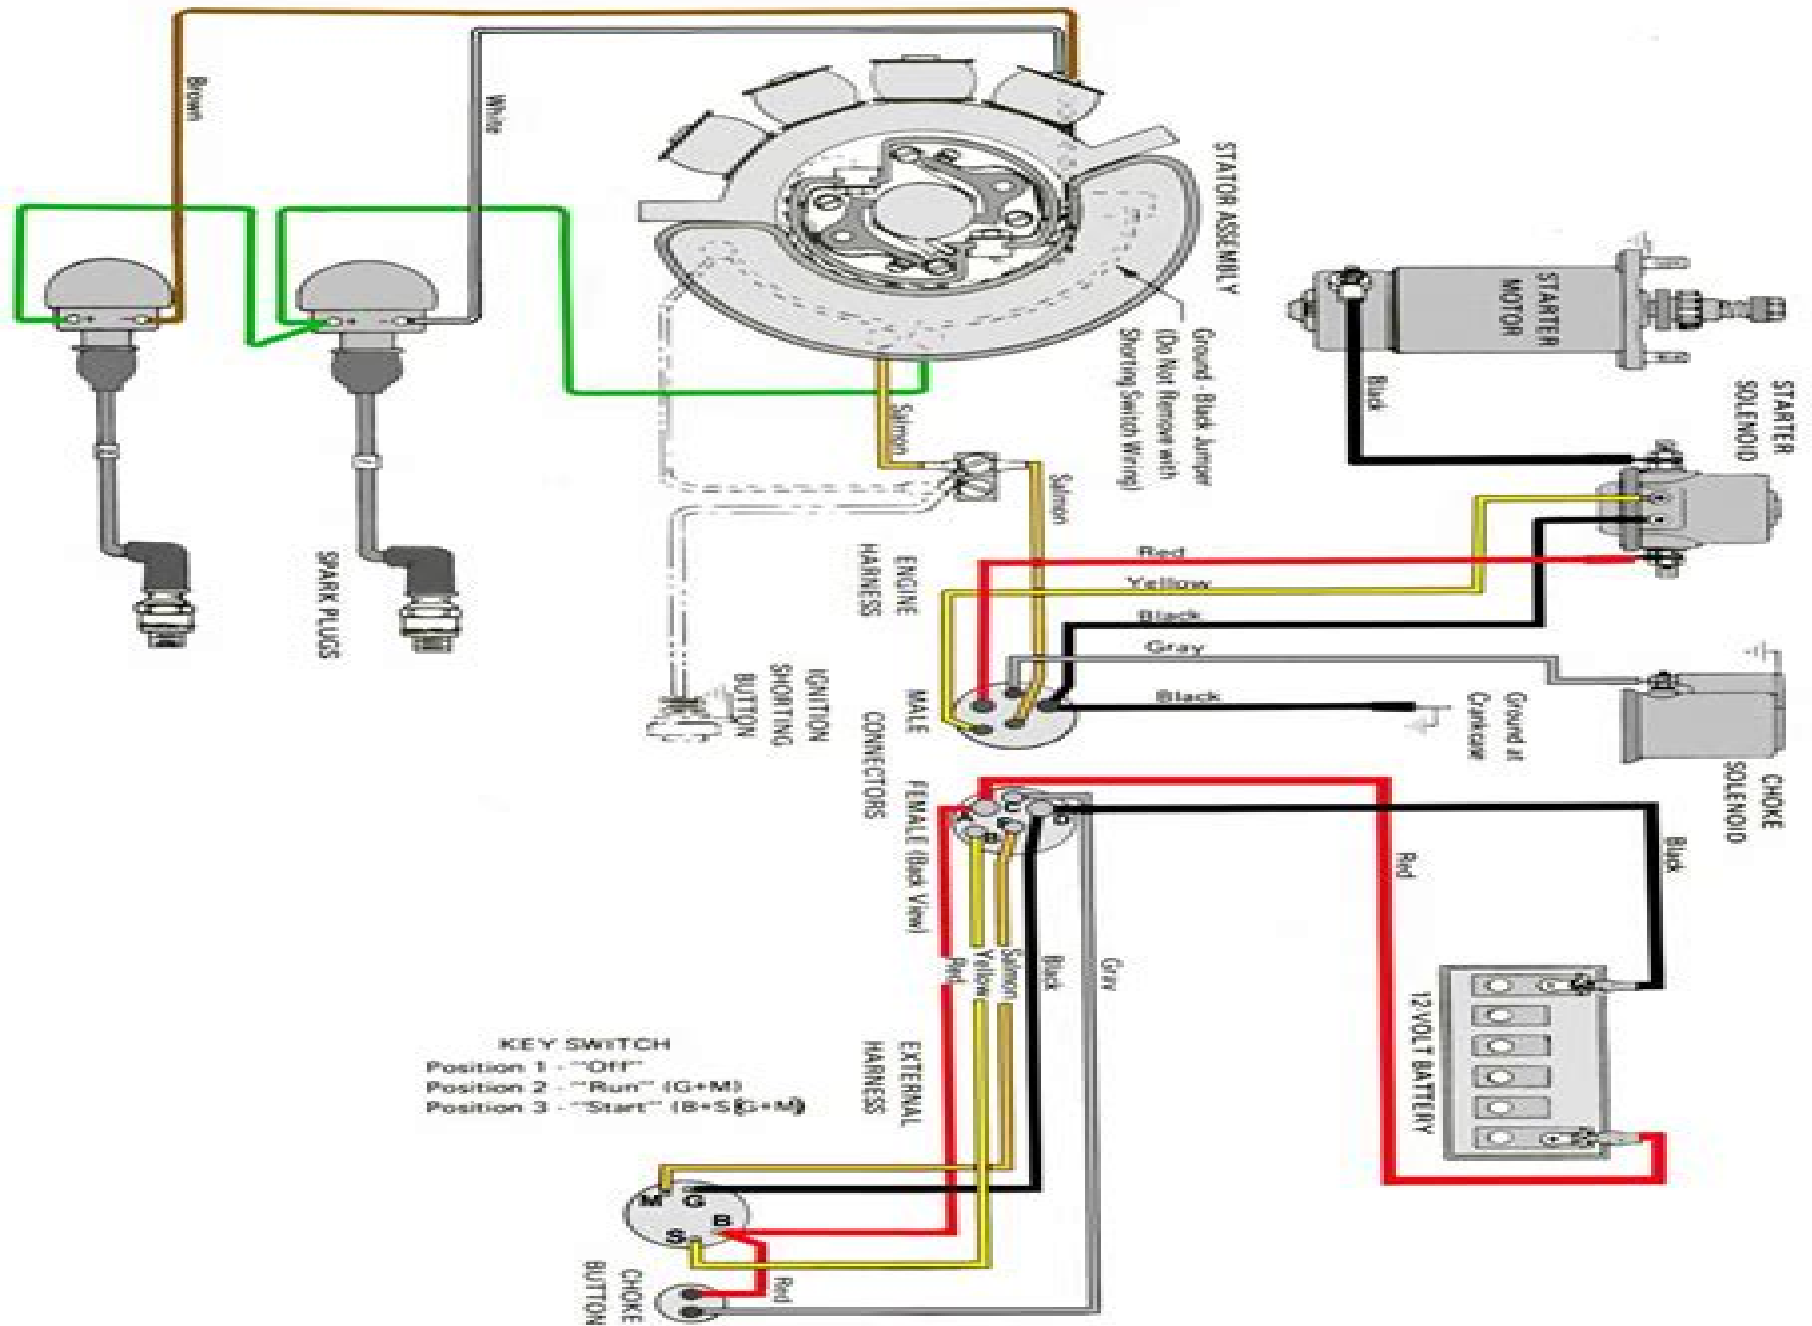 Brown
White
STATOR ASSEMBLY
Ground - Black Jumper
(Do Not Remove with
Shorting Switch Wiring)
STARTER
MOTOR
Black
STARTER
SOLENOID
Salmon
Salmon
SPARK PLUGS
ENGINE
HARNESS
Red
Yellow
Black
Gray
Black
Ground at
Crankcase
CHOKE
SOLENOID
IGNITION
SHORTING
BUTTON
MALE
CONNECTORS
FEMALE (Back View)
Black
Red
Red
Yellow
Salmon
Black
Gray
12 VOLT BATTERY
EXTERNAL
HARNESS
KEY SWITCH
Position 1 - "Off"
Position 2 - "Run" (G+M)
Position 3 - "Start" (B+S
M
G
B
S
Red
CHOKE
BUTTON